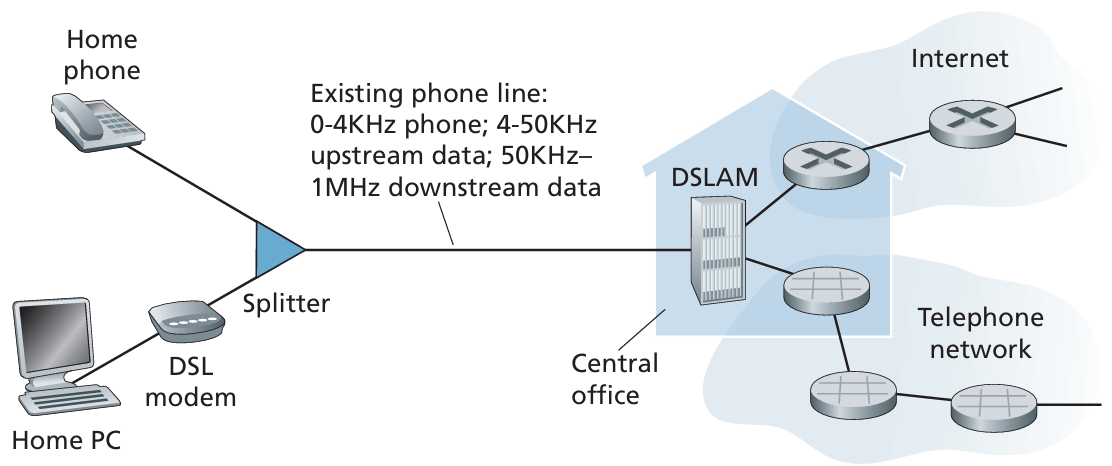 Home
phone
Existing phone line:
0-4KHz phone; 4-50KHz
upstream data; 50KHz–
1MHz downstream data
Internet
DSLAM
Splitter
DSL
modem
Home PC
Central
office
Telephone
network